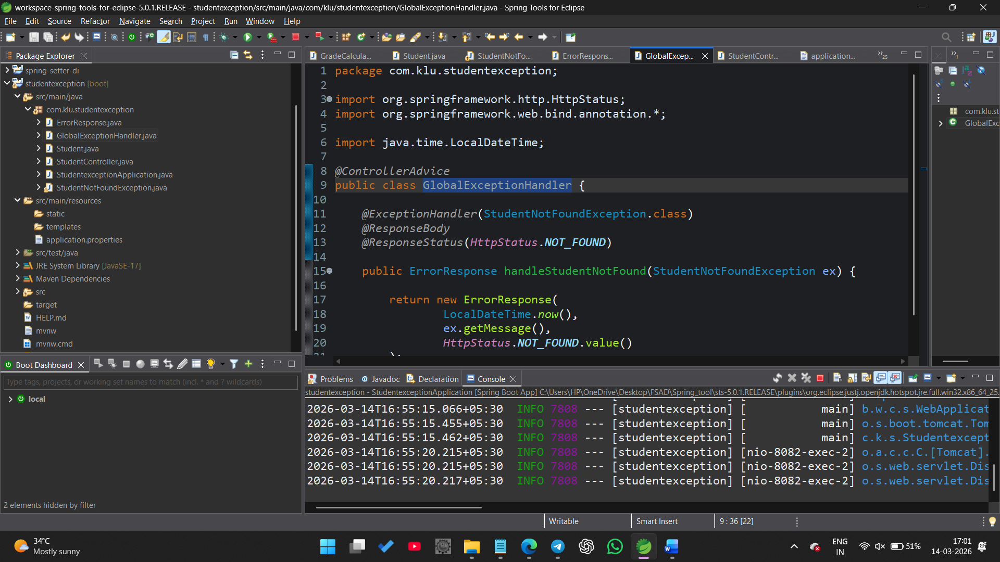 workspace-spring-tools-for-eclipse-5.0.1.RELEASE - studentexception/src/main/java/com/klu/studentexception/GlobalExceptionHandler.java - Spring Tools for Eclipse
File Edit Source Refactor Navigate Search Project Run Window Help
Package Explorer
spring-setter-di
studentexception [boot]
src/main/java
com.klu.studentexception
ErrorResponse.java
GlobalExceptionHandler.java
Student.java
StudentController.java
StudentexceptionApplication.java
StudentNotFoundException.java
src/main/resources
static
templates
application.properties
src/test/java
JRE System Library [JavaSE-17]
Maven Dependencies
src
target
HELP.md
mvnw
mvnw.cmd
Boot Dashboard
Type tags, projects, or working set names to match (incl. * and ? wildcards)
local
2 elements hidden by filter
GradeCalcula... Student.java StudentNotFo... ErrorRespons... GlobalExcep... StudentContr... application... 25
1 package com.klu.studentexception;
2
3 import org.springframework.http.HttpStatus;
4 import org.springframework.web.bind.annotation.*;
5
6 import java.time.LocalDateTime;
7
8 @ControllerAdvice
9 public class GlobalExceptionHandler {
10
11 @ExceptionHandler(StudentNotFoundException.class)
12 @ResponseBody
13 @ResponseStatus(HttpStatus.NOT_FOUND)
14
15 public ErrorResponse handleStudentNotFound(StudentNotFoundException ex) {
16
17 return new ErrorResponse(
18 LocalDateTime.now(),
19 ex.getMessage(),
20 HttpStatus.NOT_FOUND.value()
21 );
1
com.klu.st
GlobalExc
Problems Javadoc Declaration Console
studentexception - StudentexceptionApplication [Spring Boot App] C:\Users\HP\OneDrive\Desktop\FSAD\Spring_tool\sts-5.0.1.RELEASE\plugins\org.eclipse.justj.openjdk.hotspot.jre.full.win32.x86_64_25.
2026-03-14T16:55:15.066+05:30 INFO 7808 --- [studentexception] [ main] b.w.c.s.WebApplicat
2026-03-14T16:55:15.455+05:30 INFO 7808 --- [studentexception] [ main] o.s.boot.tomcat.Tom
2026-03-14T16:55:15.462+05:30 INFO 7808 --- [studentexception] [ main] c.k.s.Studentexcept
2026-03-14T16:55:20.215+05:30 INFO 7808 --- [studentexception] [nio-8082-exec-2] o.a.c.c.C.[Tomcat].
2026-03-14T16:55:20.215+05:30 INFO 7808 --- [studentexception] [nio-8082-exec-2] o.s.web.servlet.Dis
2026-03-14T16:55:20.217+05:30 INFO 7808 --- [studentexception] [nio-8082-exec-2] o.s.web.servlet.Dis
Writable Smart Insert 9 : 36 [22]
34°C
Mostly sunny
ENG
IN
51%
17:01
14-03-2026